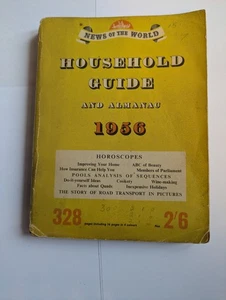 NEWS OF THE WORLD
HOUSEHOLD
GUIDE
AND ALMANAC
1956
HOROSCOPES
Improving Your Home ABC of Beauty
How Insurance Can Help You Members of Parliament
POOLS ANALYSIS OF SEQUENCES
Do-it-yourself Ideas Cookery Wine-making
Facts about Quads Inexpensive Holidays
THE STORY OF ROAD TRANSPORT IN PICTURES
328 2/6